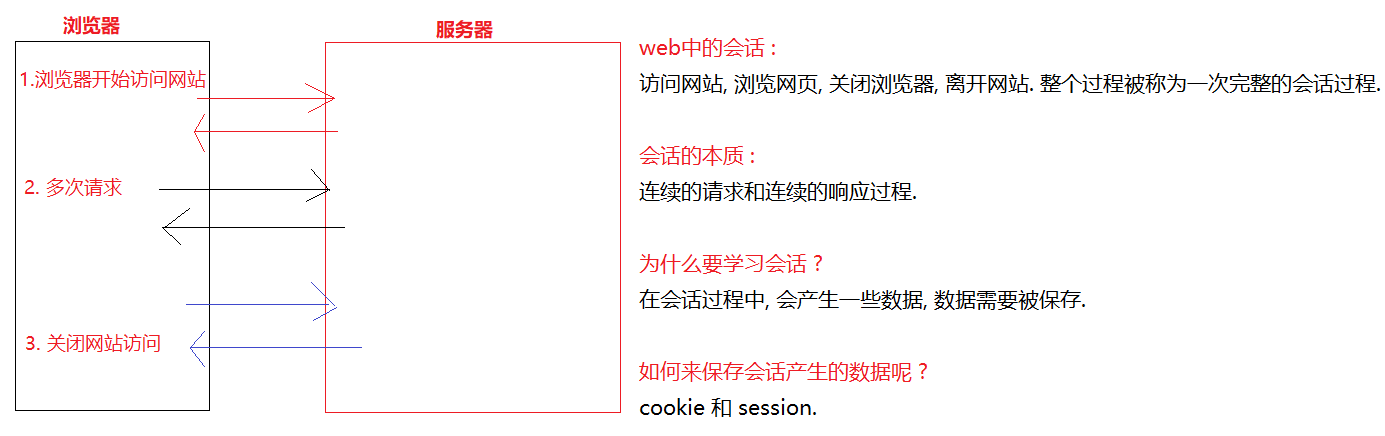 浏览器
服务器
1.浏览器开始访问网站
2. 多次请求
3. 关闭网站访问
web中的会话 :
访问网站, 浏览网页, 关闭浏览器, 离开网站. 整个过程被称为一次完整的会话过程.
会话的本质 :
连续的请求和连续的响应过程.
为什么要学习会话 ?
在会话过程中, 会产生一些数据, 数据需要被保存.
如何来保存会话产生的数据呢 ?
cookie 和 session.